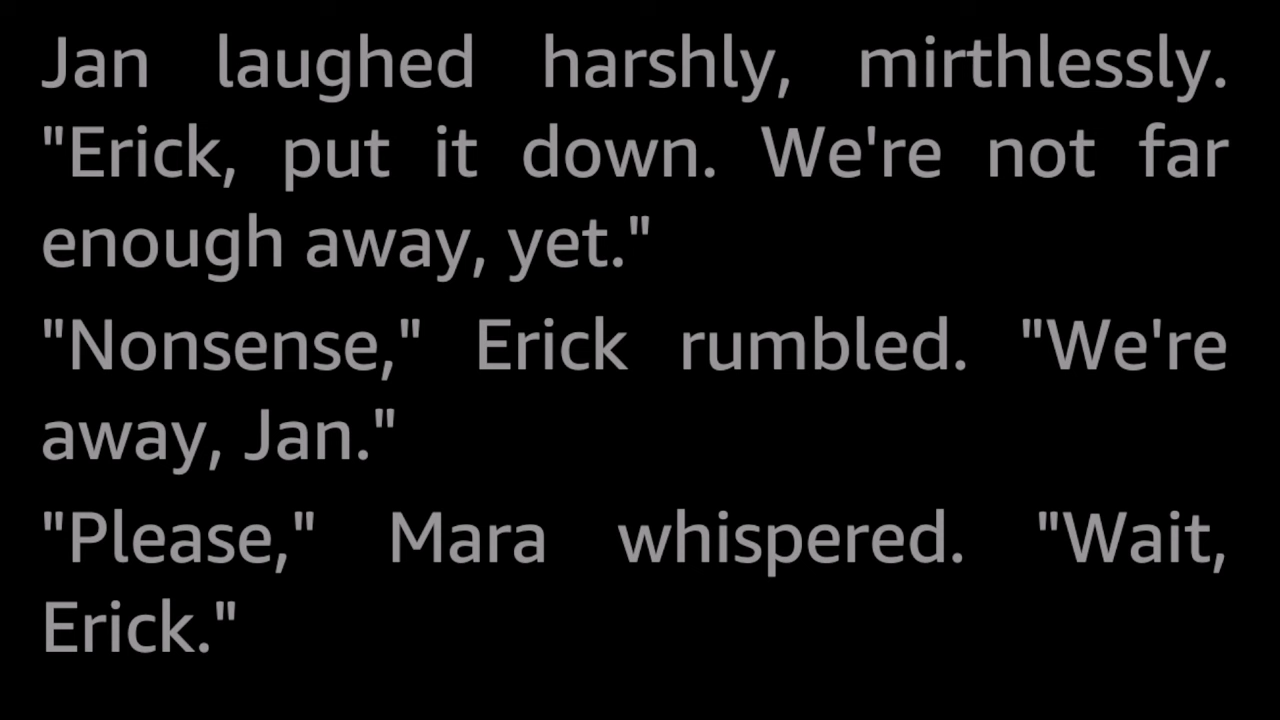 Jan laughed harshly, mirthlessly.
"Erick, put it down. We're not far
enough away, yet."
"Nonsense," Erick rumbled. "We're
away, Jan."
"Please," Mara whispered. "Wait,
Erick."